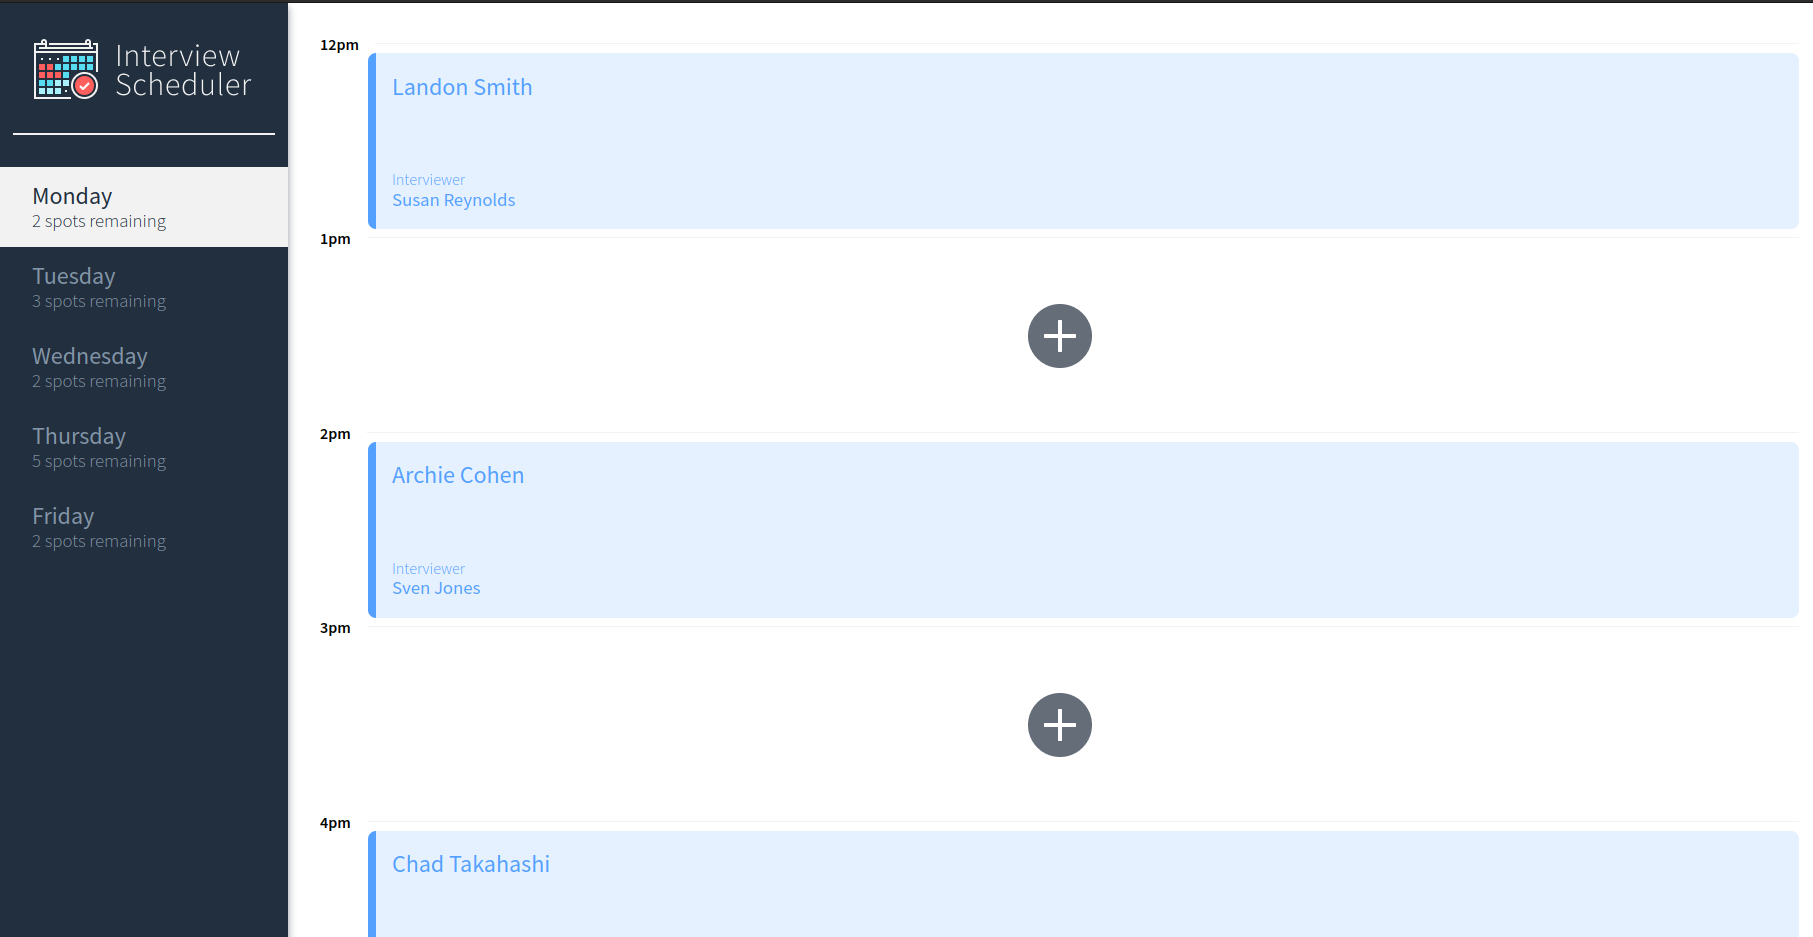 Interview
Scheduler
Monday
2 spots remaining
Tuesday
3 spots remaining
Wednesday
2 spots remaining
Thursday
5 spots remaining
Friday
2 spots remaining
12pm
Landon Smith
Interviewer
Susan Reynolds
1pm
2pm
Archie Cohen
Interviewer
Sven Jones
3pm
4pm
Chad Takahashi